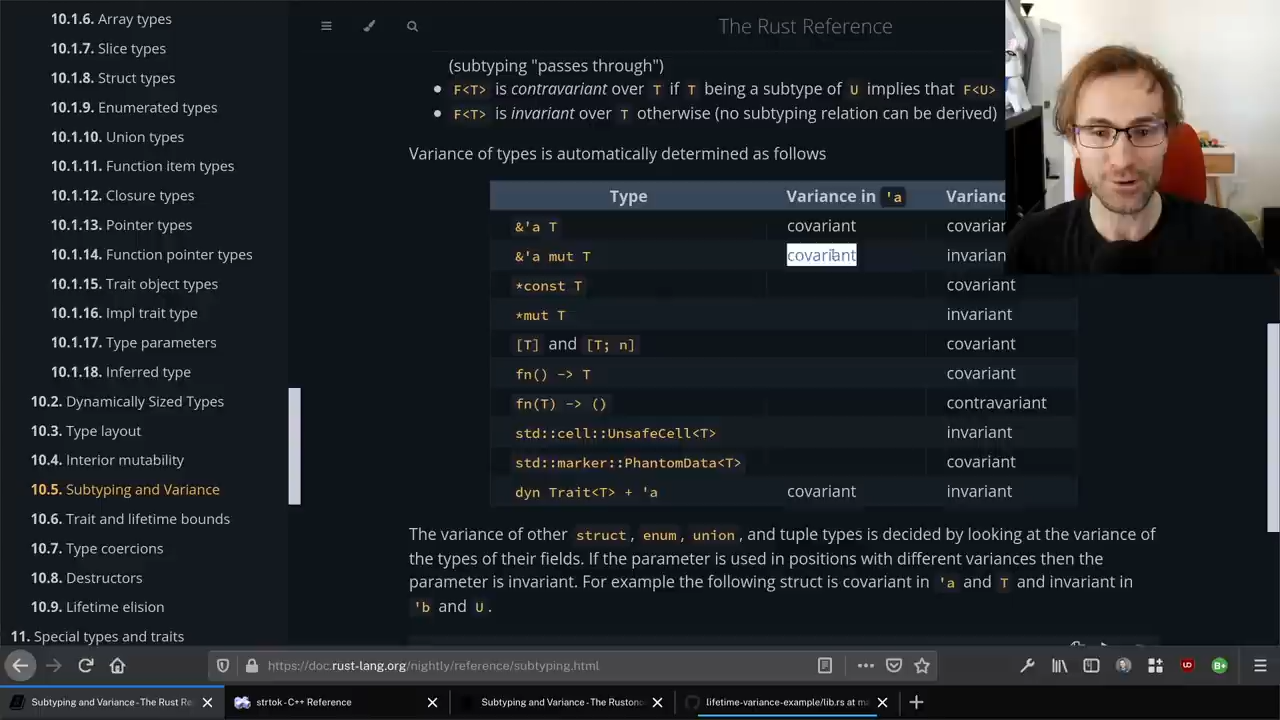 10.1.6. Array types
10.1.7. Slice types
10.1.8. Struct types
10.1.9. Enumerated types
10.1.10. Union types
10.1.11. Function item types
10.1.12. Closure types
10.1.13. Pointer types
10.1.14. Function pointer types
10.1.15. Trait object types
10.1.16. Impl trait type
10.1.17. Type parameters
10.1.18. Inferred type
10.2. Dynamically Sized Types
10.3. Type layout
10.4. Interior mutability
10.5. Subtyping and Variance
10.6. Trait and lifetime bounds
10.7. Type coercions
10.8. Destructors
10.9. Lifetime elision
11. Special types and traits
The Rust Reference
(subtyping "passes through")
F<T> is contravariant over T if T being a subtype of U implies that F<U>
F<T> is invariant over T otherwise (no subtyping relation can be derived)
Variance of types is automatically determined as follows
Type Variance in 'a
&'a T covariant
&'a mut T covariant
*const T covariant
*mut T invariant
[T] and [T; n] covariant
fn() -> T covariant
fn(T) -> () contravariant
std::cell::UnsafeCell<T> invariant
std::marker::PhantomData<T> covariant
dyn Trait<T> + 'a covariant invariant
The variance of other struct, enum, union, and tuple types is decided by looking at the variance of
the types of their fields. If the parameter is used in positions with different variances then the
parameter is invariant. For example the following struct is covariant in 'a and T and invariant in
'b and U.
https://doc.rust-lang.org/nightly/reference/subtyping.html
Subtyping and Variance - The Rust Re
strtok - C++ Reference
Subtyping and Variance - The Rustono
lifetime-variance-example/lib.rs at ma